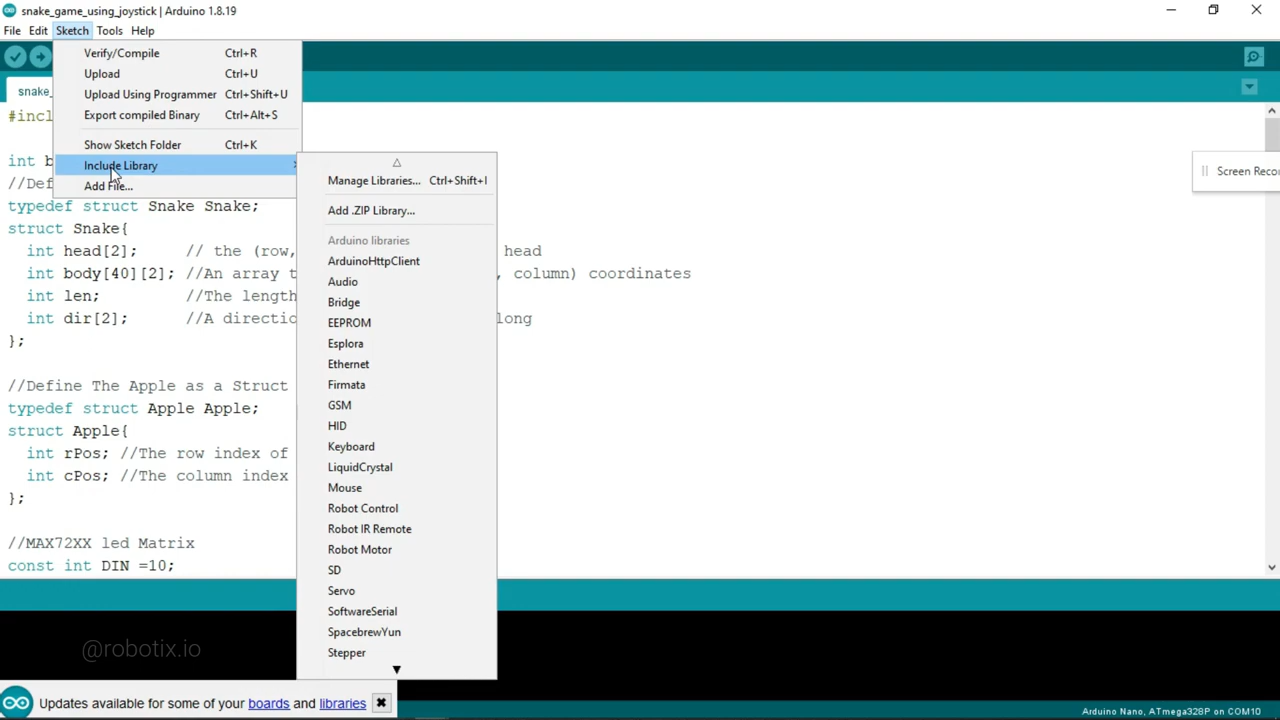 snake_game_using_joystick | Arduino 1.8.19
File Edit Sketch Tools Help
Verify/Compile Ctrl+R
Upload Ctrl+U
snake_
Upload Using Programmer Ctrl+Shift+U
#incl
Export compiled Binary Ctrl+Alt+S
Show Sketch Folder Ctrl+K
int b
Include Library
Manage Libraries... Ctrl+Shift+I
Screen Reco
//Def
Add File...
typedef struct Snake Snake;
Add .ZIP Library...
struct Snake{
Arduino libraries
int head[2]; // the (row, head
ArduinoHttpClient
int body[40][2]; //An array t , column) coordinates
Audio
int len; //The length
Bridge
int dir[2]; //A directio long
EEPROM
};
Esplora
Ethernet
//Define The Apple as a Struct
Firmata
typedef struct Apple Apple;
GSM
struct Apple{
HID
int rPos; //The row index of
Keyboard
int cPos; //The column index
LiquidCrystal
};
Mouse
Robot Control
Robot IR Remote
//MAX72XX led Matrix
Robot Motor
const int DIN =10;
SD
Servo
SoftwareSerial
SpacebrewYun
@robotix.io
Stepper
Updates available for some of your boards and libraries
Arduino Nano, ATmega328P on COM10